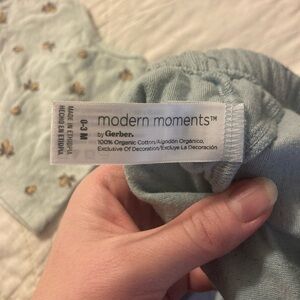 0-3 M
MADE IN ETHIOPIA
HECHO EN ETIOPIA
modern moments™
by Gerber.
100% Organic Cotton/Algodón Orgánico,
Exclusive Of Decoration/Excluye La Decoración